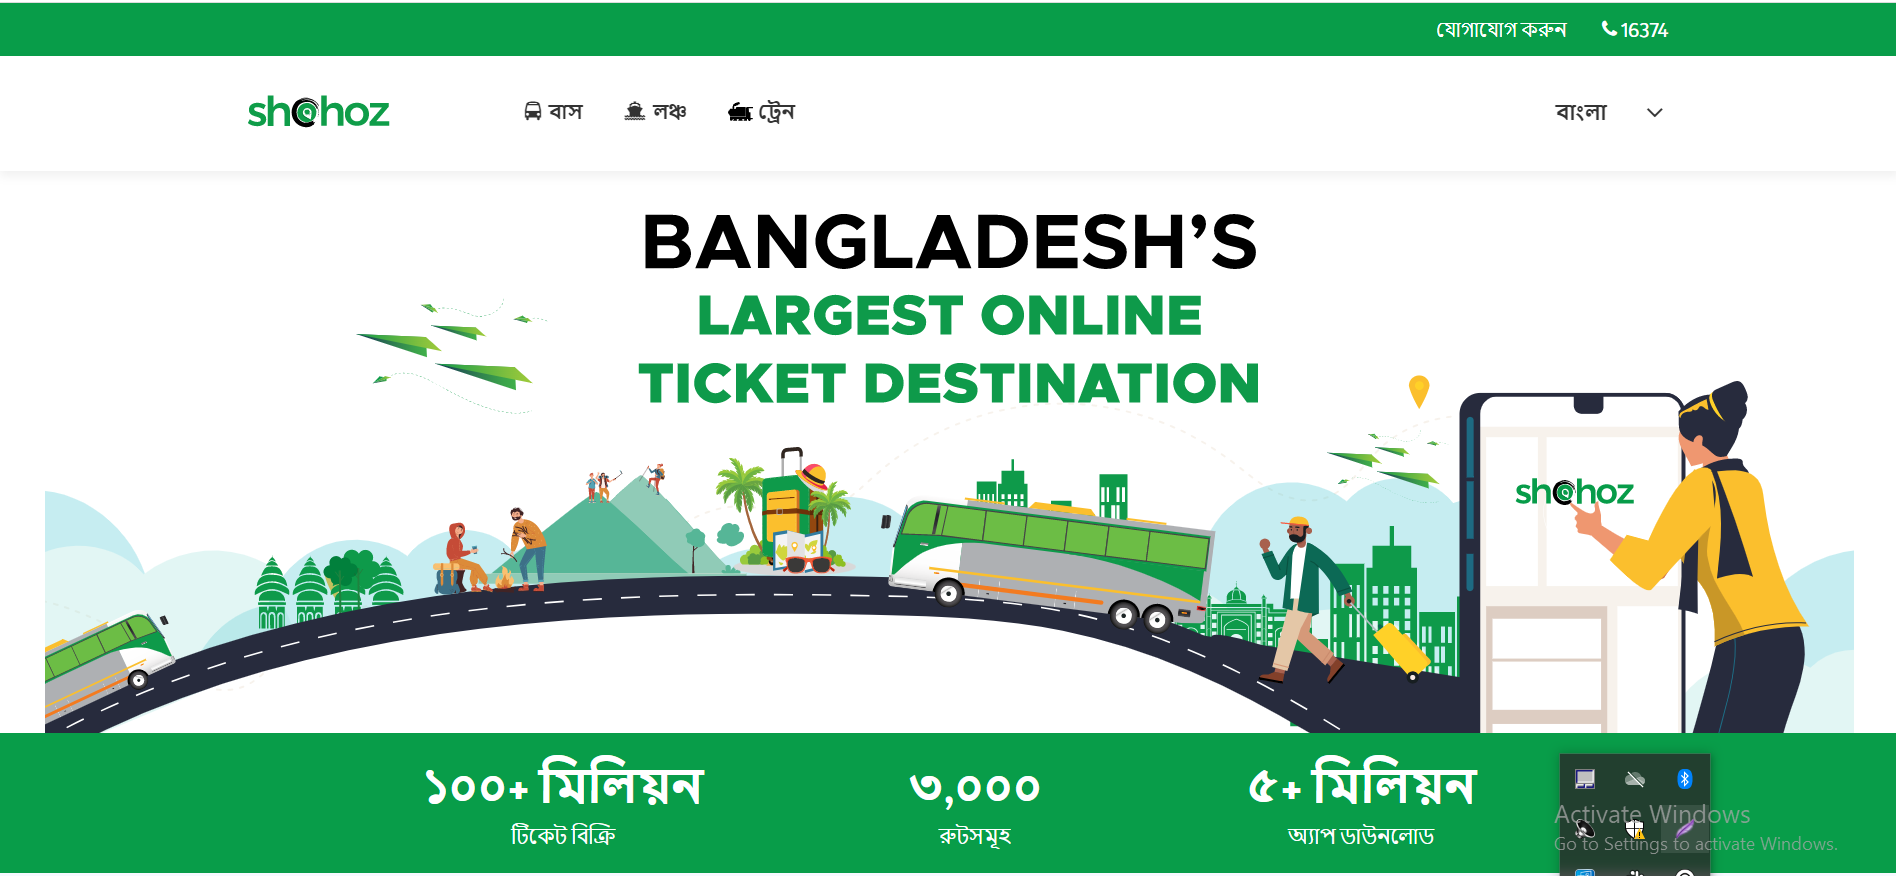 যোগাযোগ করুন 16374
shohoz বাস লঞ্চ ট্রেন বাংলা
BANGLADESH’S
LARGEST ONLINE
TICKET DESTINATION
shohoz
১০০+ মিলিয়ন ৩,০০০ ৫+ মিলিয়ন
টিকেট বিক্রি রুটসমূহ অ্যাপ ডাউনলোড
Activate Windows
Go to Settings to activate Windows.